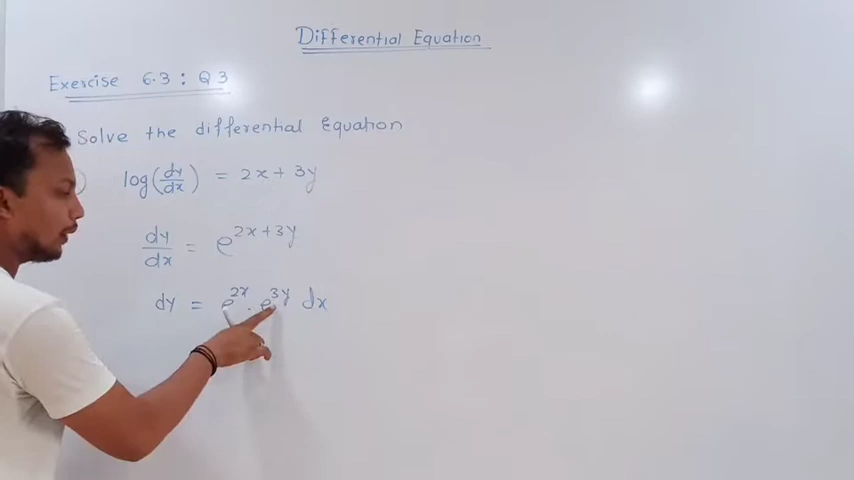 Differential Equation
Exercise 6.3 : Q 3
Solve the differential Equation
) log(dy/dx) = 2x + 3y
dy/dx = e^{2x+3y}
dy = e^{2x} . e^{3y} dx